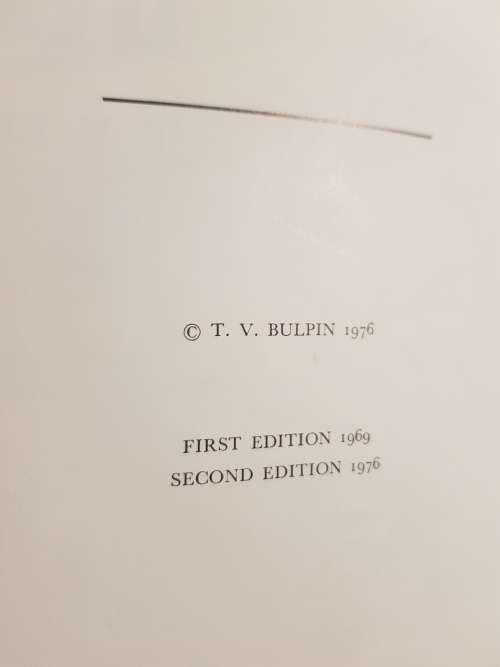 © T. V. BULPIN 1976
FIRST EDITION 1969
SECOND EDITION 1976